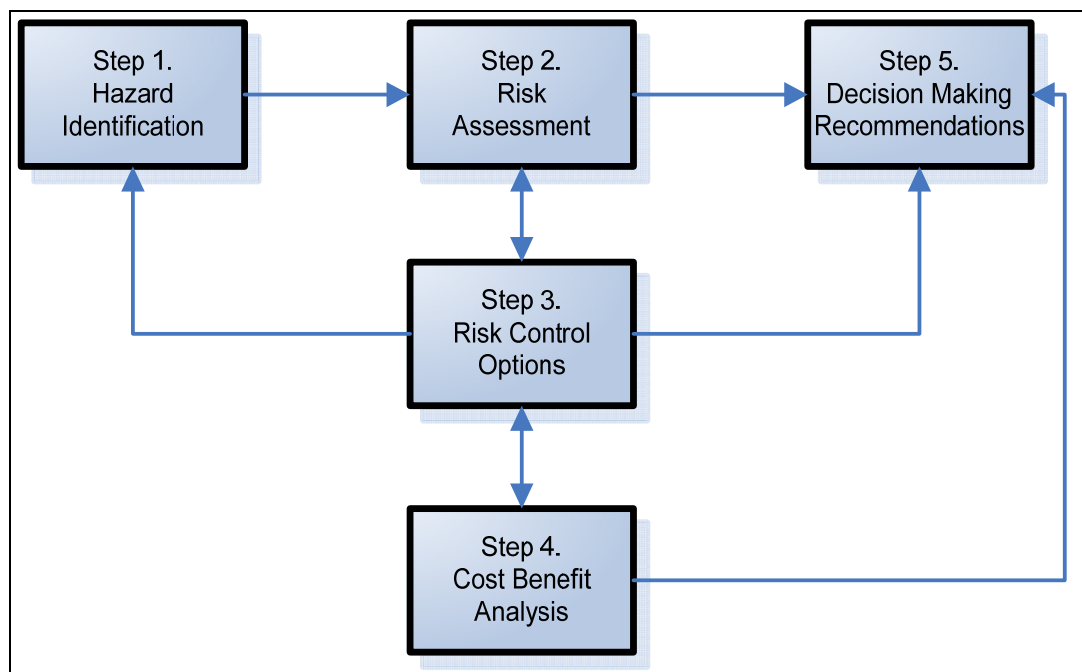 Step 1.
Hazard
Identification
Step 2.
Risk
Assessment
Step 5.
Decision Making
Recommendations
Step 3.
Risk Control
Options
Step 4.
Cost Benefit
Analysis